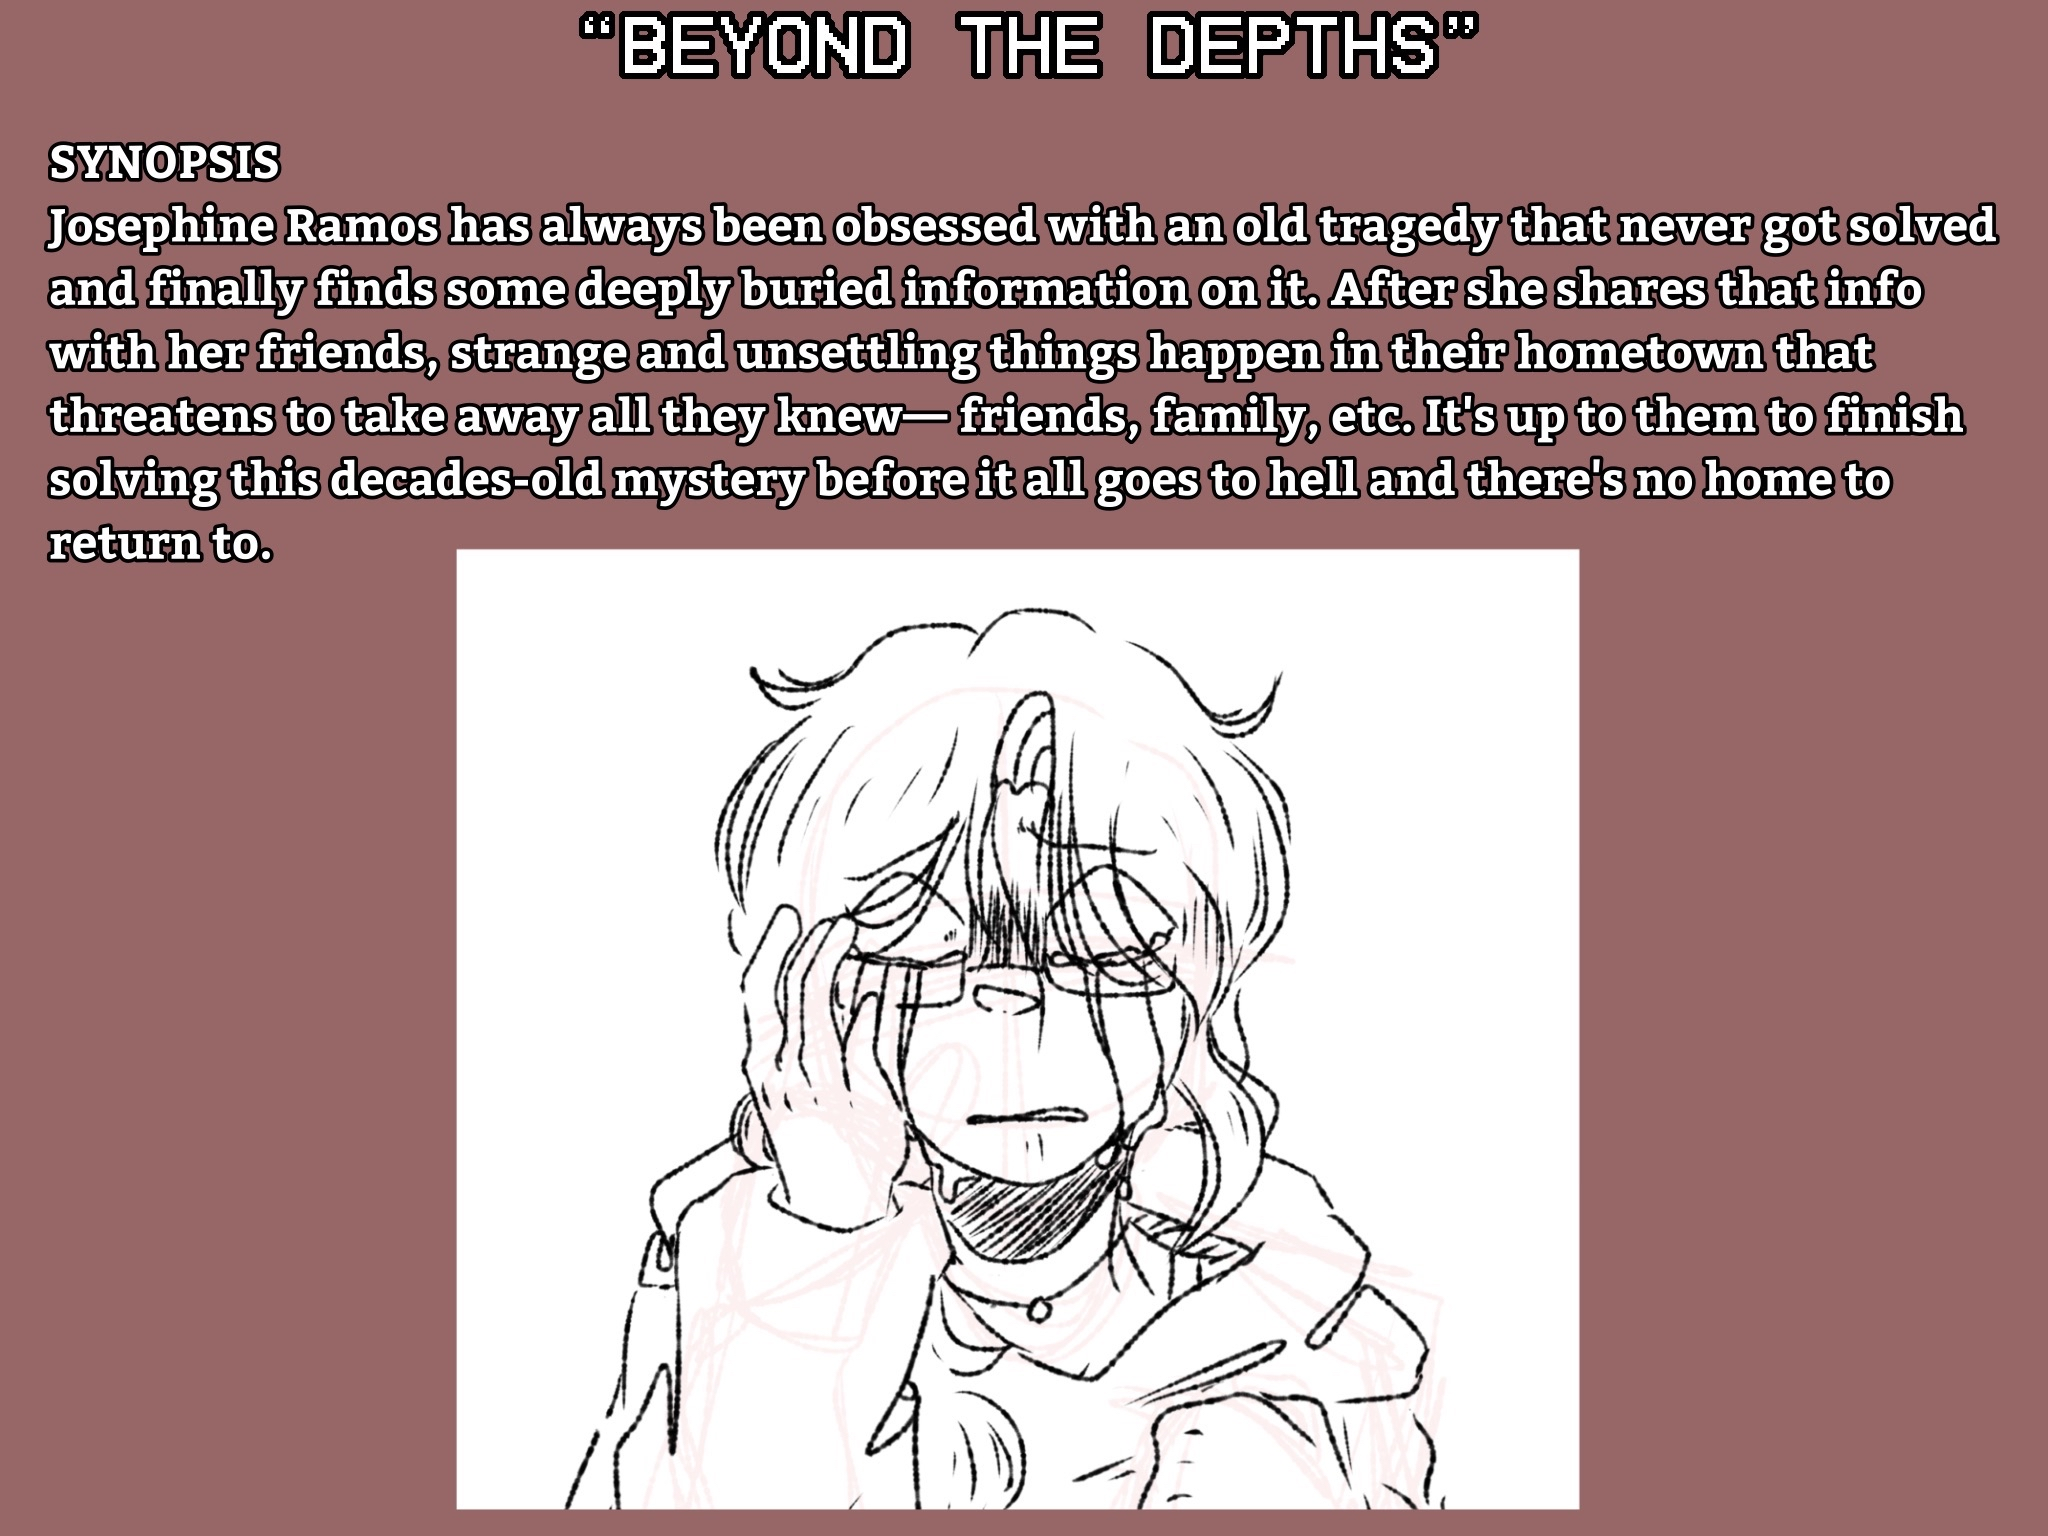 “BEYOND THE DEPTHS”
SYNOPSIS
Josephine Ramos has always been obsessed with an old tragedy that never got solved
and finally finds some deeply buried information on it. After she shares that info
with her friends, strange and unsettling things happen in their hometown that
threatens to take away all they knew— friends, family, etc. It's up to them to finish
solving this decades-old mystery before it all goes to hell and there's no home to
return to.